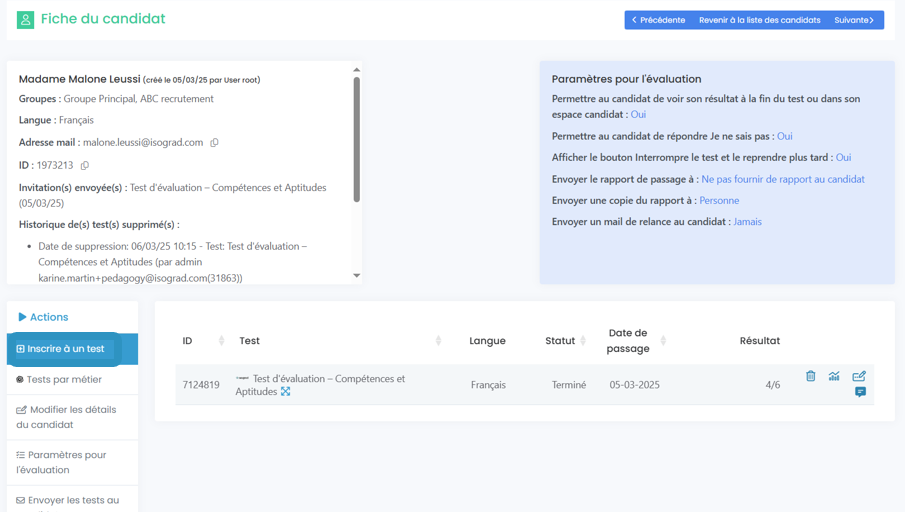 Fiche du candidat
Précédente Revenir à la liste des candidats Suivante
Madame Malone Leussi (créé le 05/03/25 par User root)
Groupes : Groupe Principal, ABC recrutement
Langue : Français
Adresse mail : malone.leussi@isograd.com
ID : 1973213
Invitation(s) envoyée(s) : Test d'évaluation – Compétences et Aptitudes
(05/03/25)
Historique de(s) test(s) supprimé(s) :
• Date de suppression: 06/03/25 10:15 - Test: Test d'évaluation –
Compétences et Aptitudes (par admin
karine.martin+pedagogy@isograd.com(31863))
Paramètres pour l'évaluation
Permettre au candidat de voir son résultat à la fin du test ou dans son
espace candidat : Oui
Permettre au candidat de répondre Je ne sais pas : Oui
Afficher le bouton Interrompre le test et le reprendre plus tard : Oui
Envoyer le rapport de passage à : Ne pas fournir de rapport au candidat
Envoyer une copie du rapport à : Personne
Envoyer un mail de relance au candidat : Jamais
Actions
Inscrire à un test
Tests par métier
Modifier les détails
du candidat
Paramètres pour
l'évaluation
Envoyer les tests au
ID Test Langue Statut Date de
passage Résultat
7124819 Test d'évaluation – Compétences et
Aptitudes Français Terminé 05-03-2025 4/6